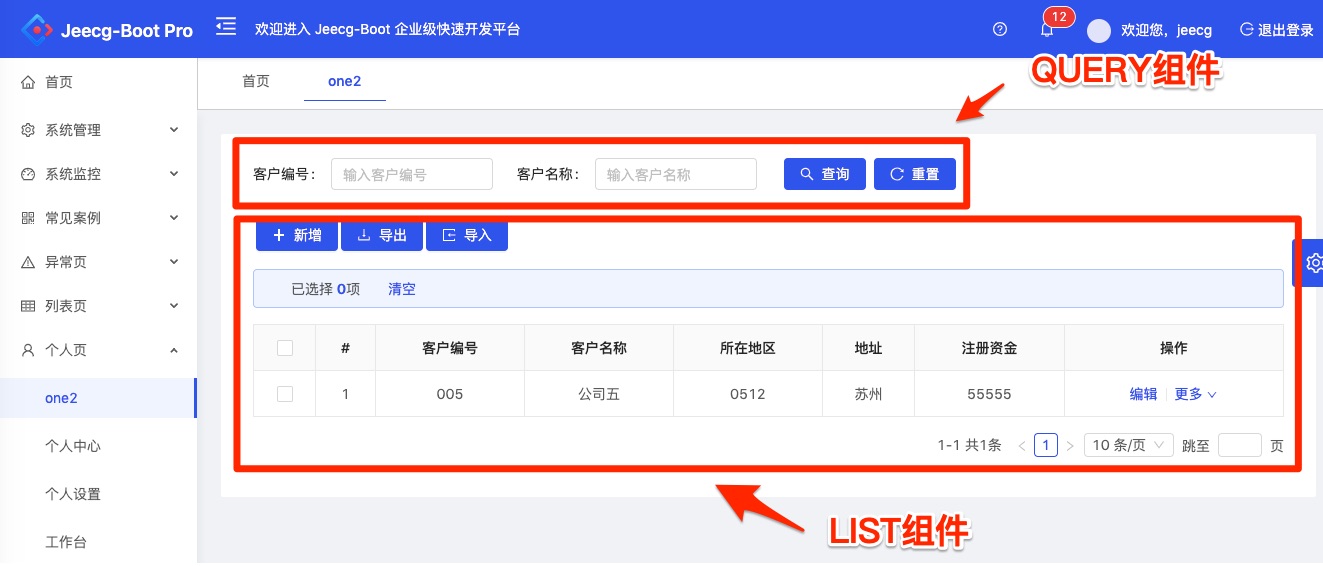 Jeecg-Boot Pro
欢迎进入 Jeecg-Boot 企业级快速开发平台
12
欢迎您，jeecg
退出登录
首页
系统管理
系统监控
常见案例
异常页
列表页
个人页
one2
个人中心
个人设置
工作台
首页
one2
QUERY组件
客户编号：
输入客户编号
客户名称：
输入客户名称
查询
重置
新增
导出
导入
已选择 0项 清空
# 客户编号 客户名称 所在地区 地址 注册资金 操作
1 005 公司五 0512 苏州 55555 编辑 更多
1-1 共1条 < 1 > 10 条/页 跳至 页
LIST组件